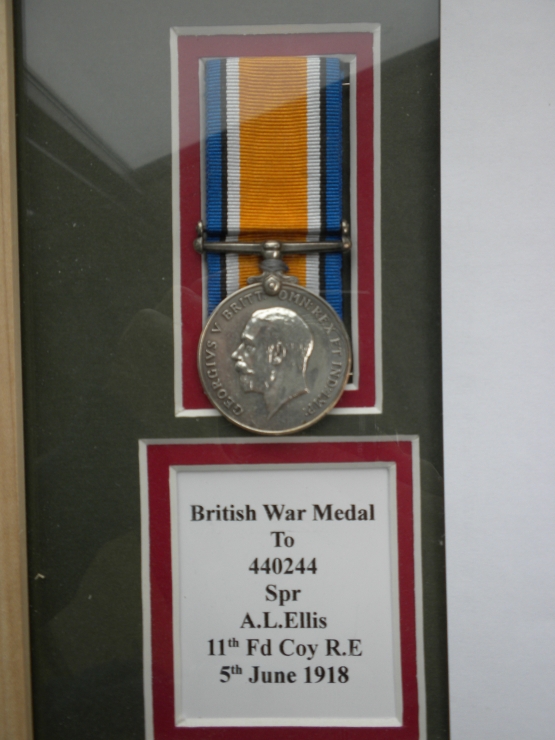 GEORGIVS V BRITT OMN:REX ET IND:IMP:
British War Medal
To
440244
Spr
A.L.Ellis
11th Fd Coy R.E
5th June 1918